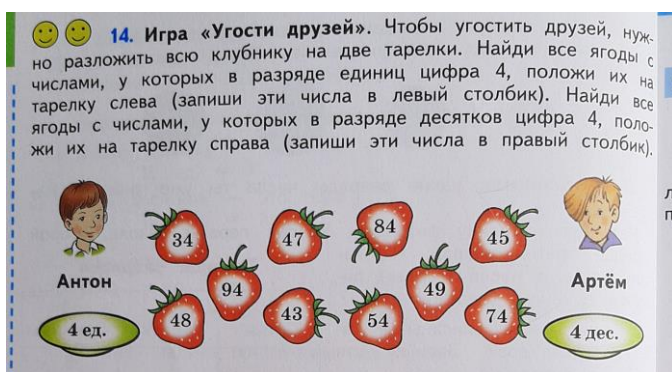 14. Игра «Угости друзей». Чтобы угостить друзей, нуж-
но разложить всю клубнику на две тарелки. Найди все ягоды с
числами, у которых в разряде единиц цифра 4, положи их на
тарелку слева (запиши эти числа в левый столбик). Найди все
ягоды с числами, у которых в разряде десятков цифра 4, поло-
жи их на тарелку справа (запиши эти числа в правый столбик).
34 47 84 45
Антон 94 49 Артём
4 ед. 48 43 54 74 4 дес.